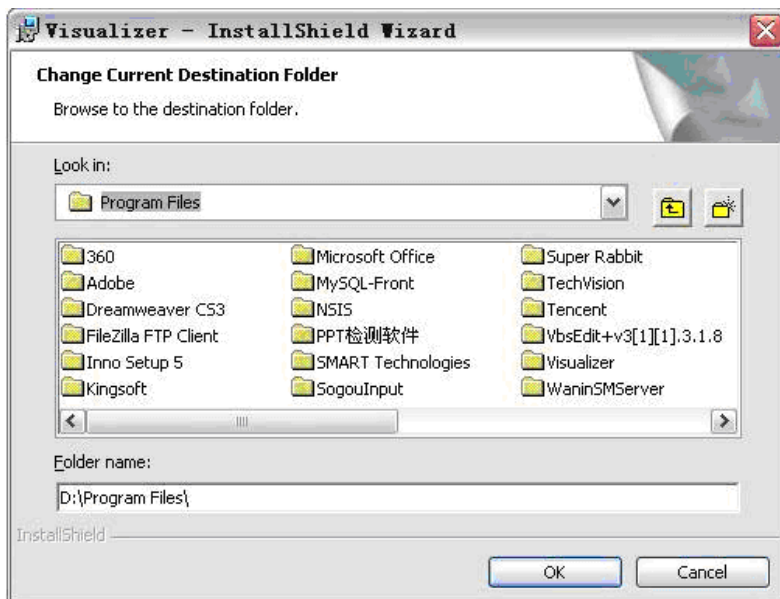 Visualizer - InstallShield Wizard
Change Current Destination Folder
Browse to the destination folder.
Look in:
Program Files
360
Adobe
Dreamweaver CS3
FileZilla FTP Client
Inno Setup 5
Kingsoft
Microsoft Office
MySQL-Front
NSIS
PPT检测软件
SMART Technologies
SogouInput
Super Rabbit
TechVision
Tencent
VbsEdit+v3[1][1].3.1.8
Visualizer
WaninSMServer
Folder name:
D:\Program Files\
InstallShield
OK
Cancel